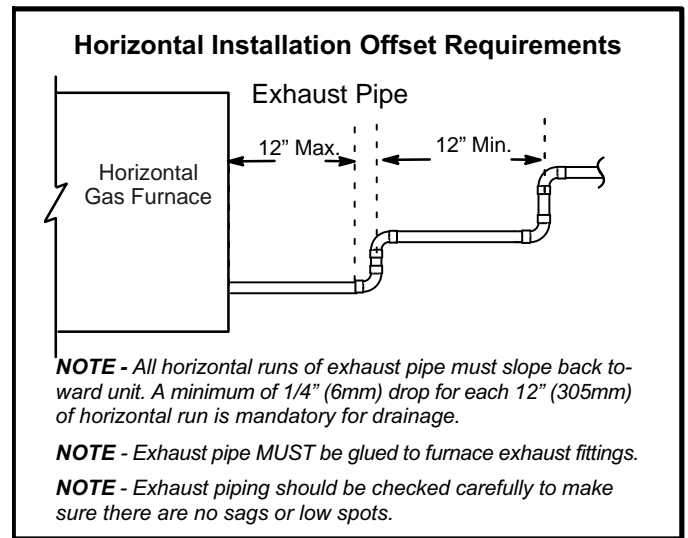 Horizontal Installation Offset Requirements
Exhaust Pipe
12” Max.
12” Min.
Horizontal
Gas Furnace
NOTE - All horizontal runs of exhaust pipe must slope back to-
ward unit. A minimum of 1/4” (6mm) drop for each 12” (305mm)
of horizontal run is mandatory for drainage.
NOTE - Exhaust pipe MUST be glued to furnace exhaust fittings.
NOTE - Exhaust piping should be checked carefully to make
sure there are no sags or low spots.